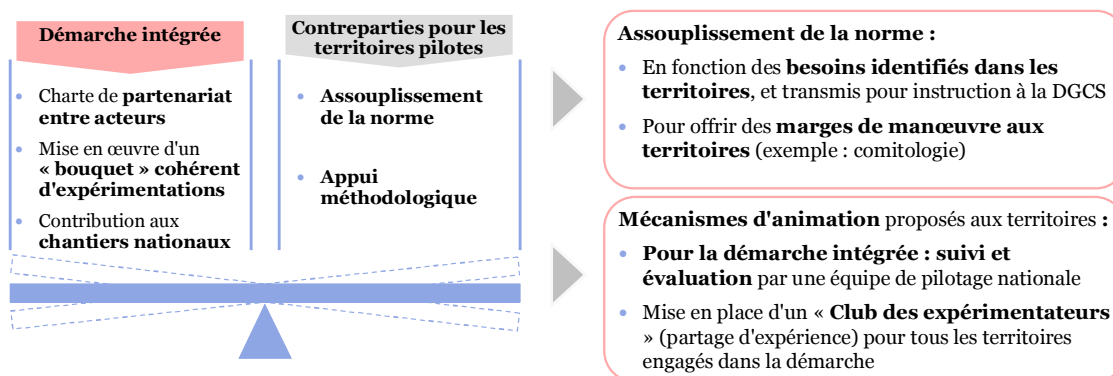 Démarche intégrée
• Charte de partenariat
entre acteurs
• Mise en œuvre d'un
« bouquet » cohérent
d'expérimentations
• Contribution aux
chantiers nationaux
Contreparties pour les
territoires pilotes
• Assouplissement
de la norme
• Appui
méthodologique
Assouplissement de la norme :
• En fonction des besoins identifiés dans les
territoires, et transmis pour instruction à la DGCS
• Pour offrir des marges de manœuvre aux
territoires (exemple : comitologie)
Mécanismes d'animation proposés aux territoires :
• Pour la démarche intégrée : suivi et
évaluation par une équipe de pilotage nationale
• Mise en place d'un « Club des expérimentateurs
» (partage d'expérience) pour tous les territoires
engagés dans la démarche